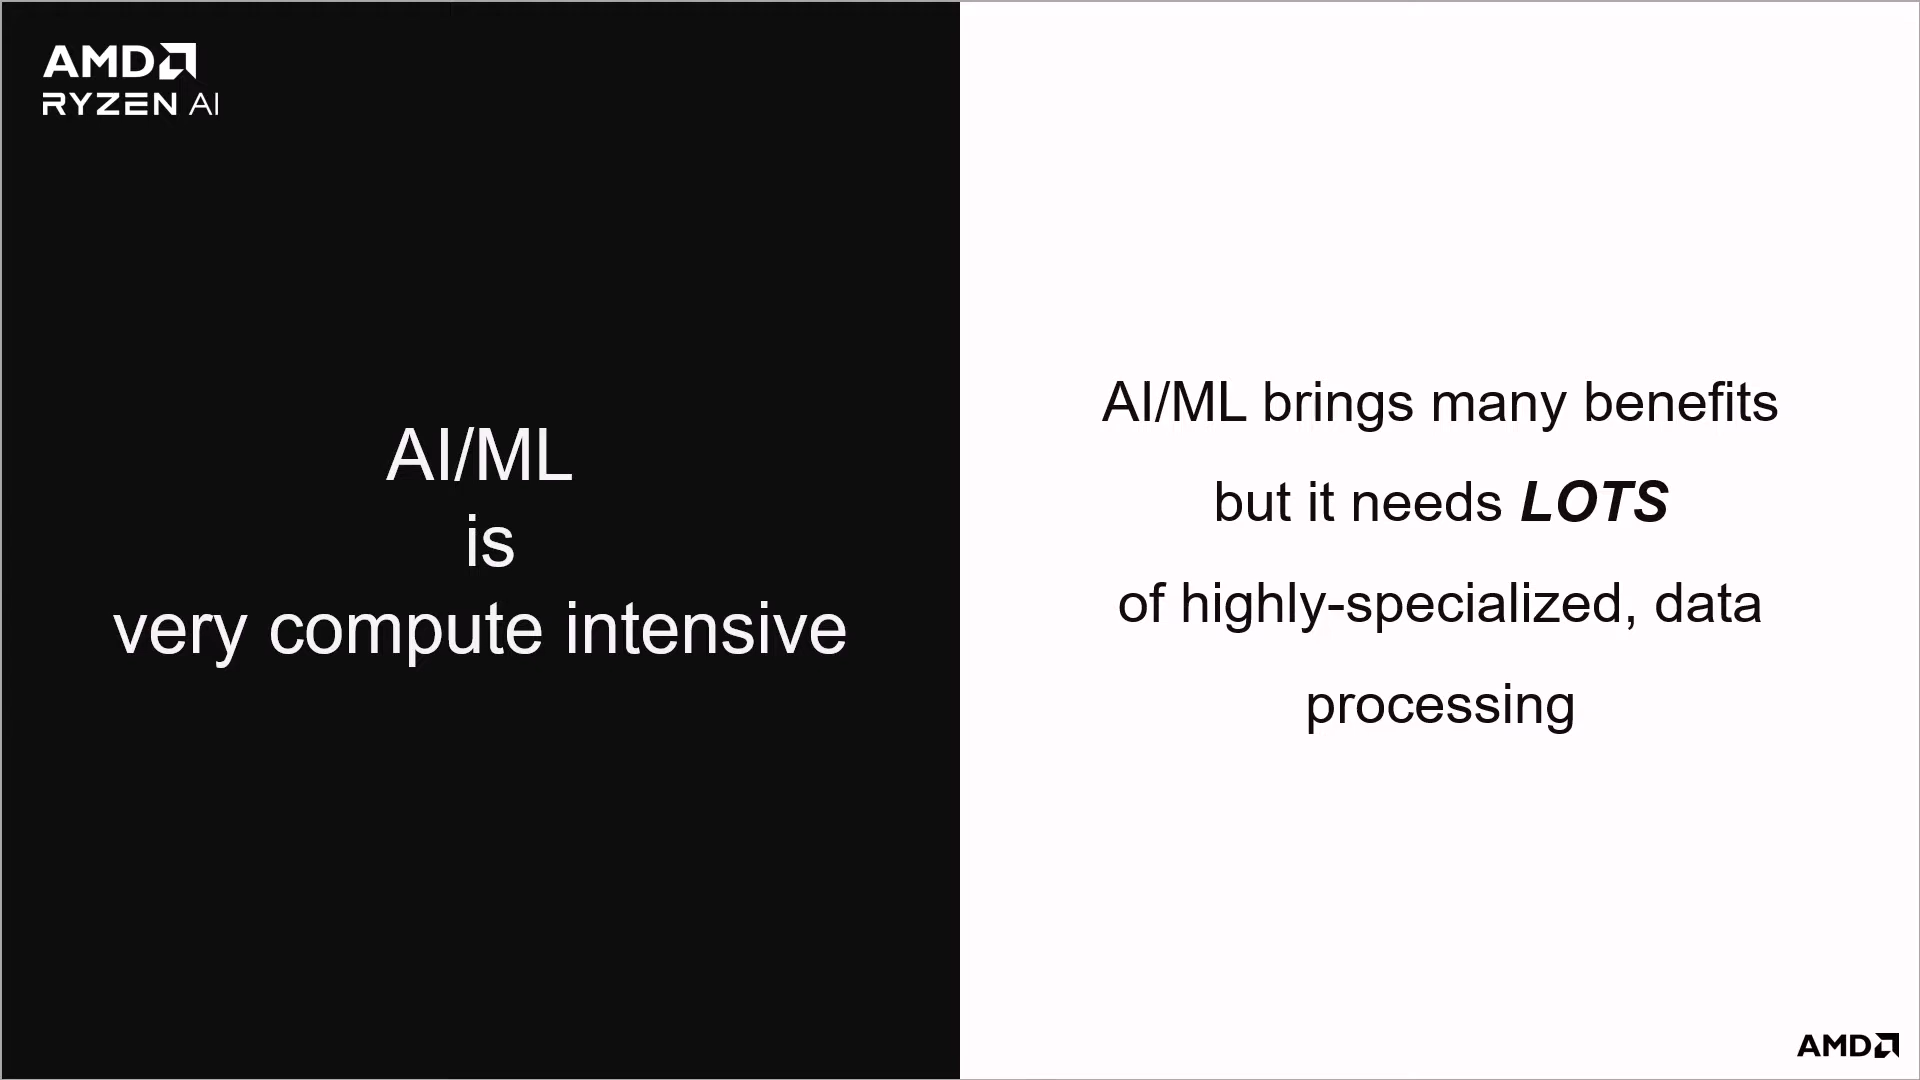 AMD
RYZEN AI
AI/ML
is
very compute intensive
AI/ML brings many benefits
but it needs LOTS
of highly-specialized, data
processing
AMD